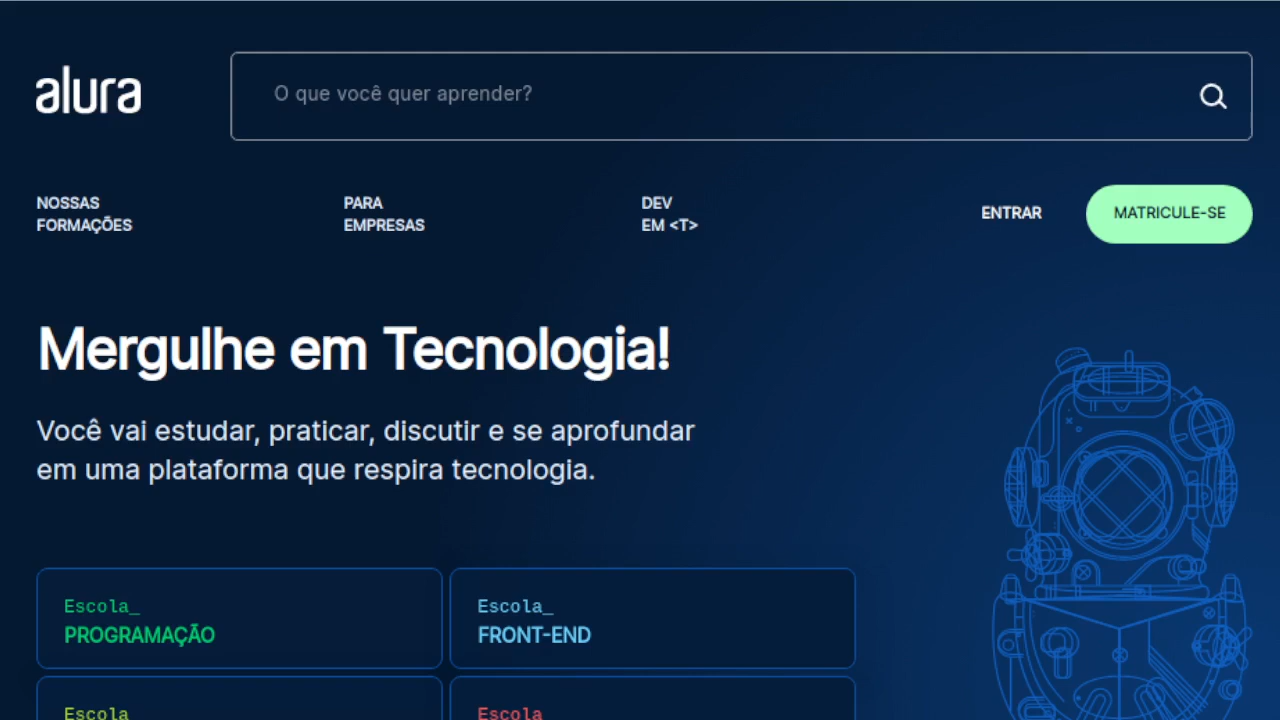 alura
O que você quer aprender?
NOSSAS
FORMAÇÕES
PARA
EMPRESAS
DEV
EM <T>
ENTRAR
MATRICULE-SE
Mergulhe em Tecnologia!
Você vai estudar, praticar, discutir e se aprofundar
em uma plataforma que respira tecnologia.
Escola_
PROGRAMAÇÃO
Escola_
FRONT-END
Escola
Escola